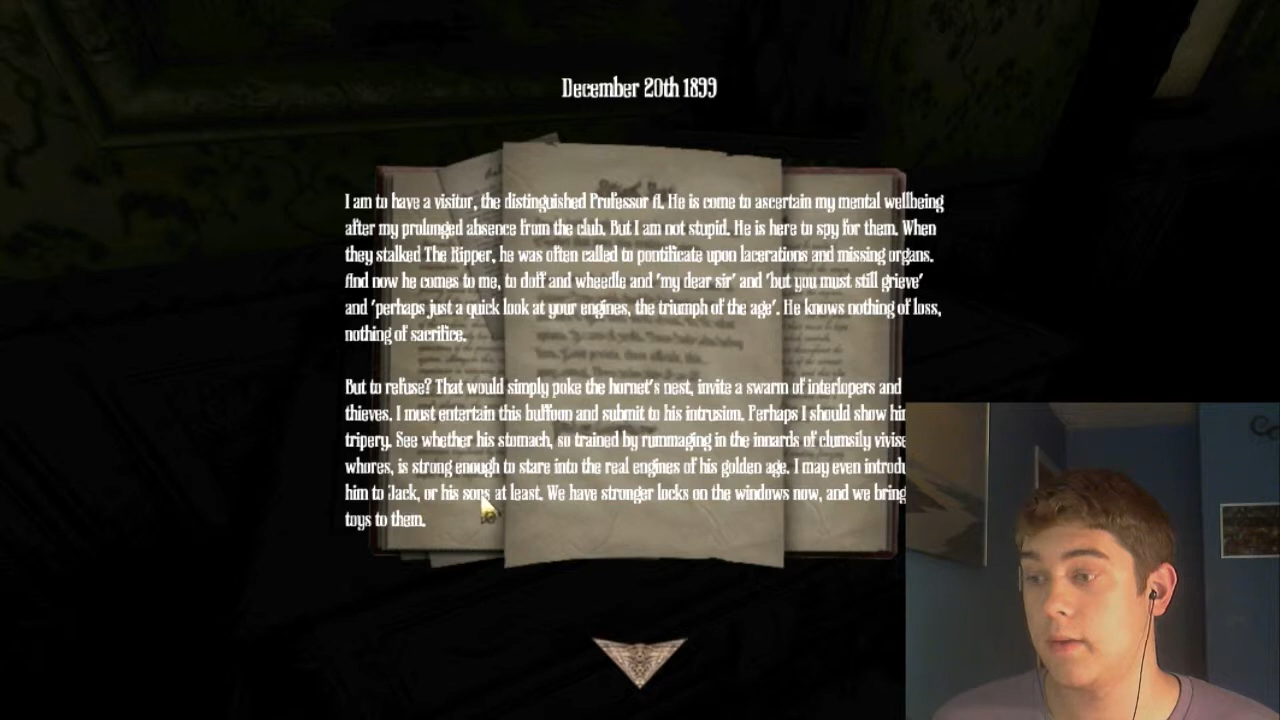 December 20th 1899
I am to have a visitor, the distinguished Professor A. He is come to ascertain my mental wellbeing
after my prolonged absence from the club. But I am not stupid. He is here to spy for them. When
they stalked The Ripper, he was often called to pontificate upon lacerations and missing organs.
And now he comes to me, to doff and wheedle and 'my dear sir' and 'but you must still grieve'
and 'perhaps just a quick look at your engines, the triumph of the age'. He knows nothing of loss,
nothing of sacrifice.
But to refuse? That would simply poke the hornet's nest, invite a swarm of interlopers and
thieves. I must entertain this buffoon and submit to his intrusion. Perhaps I should show
tripery. See whether his stomach, so trained by rummaging in the innards of clumsily
whores, is strong enough to stare into the real engines of his golden age. I may even
him to Jack, or his sons at least. We have stronger locks on the windows now, and we bring
toys to them.